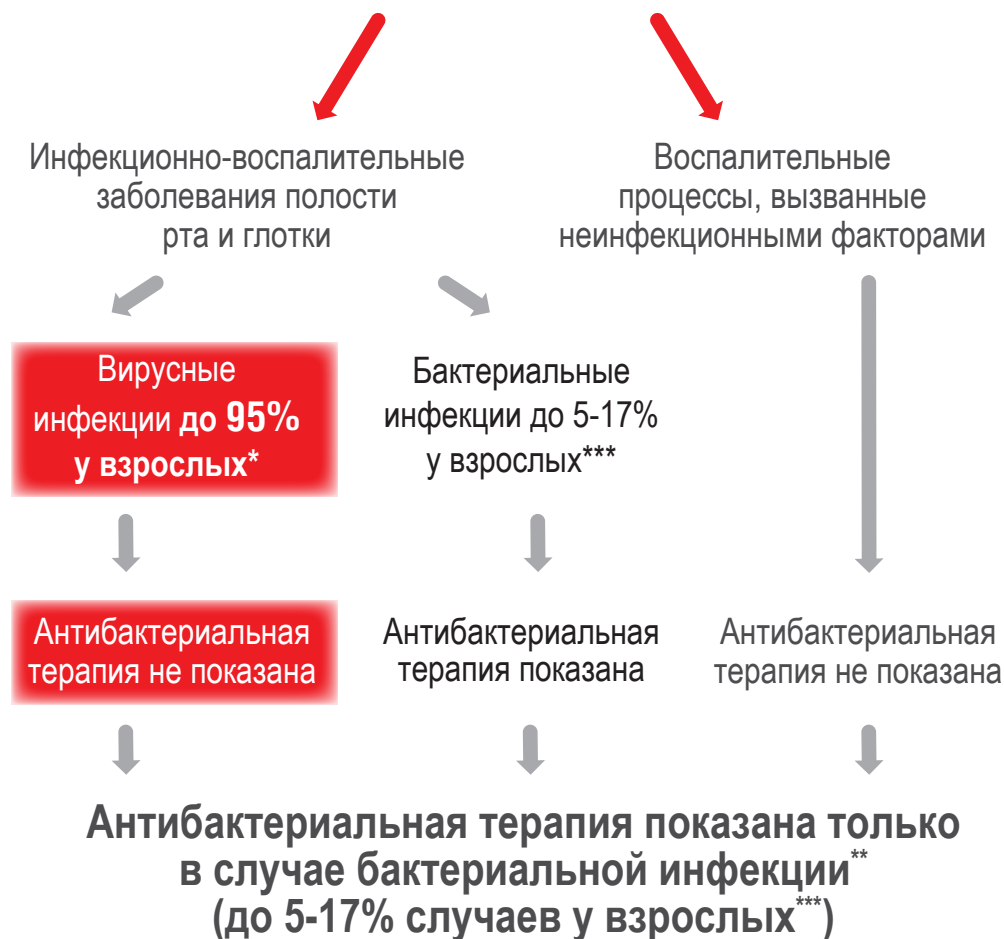 Инфекционно-воспалительные
заболевания полости
рта и глотки
Воспалительные
процессы, вызванные
неинфекционными факторами
Вирусные
инфекции до 95%
у взрослых*
Бактериальные
инфекции до 5-17%
у взрослых***
Антибактериальная
терапия не показана
Антибактериальная
терапия показана
Антибактериальная
терапия не показана
Антибактериальная терапия показана только
в случае бактериальной инфекции**
(до 5-17% случаев у взрослых***)